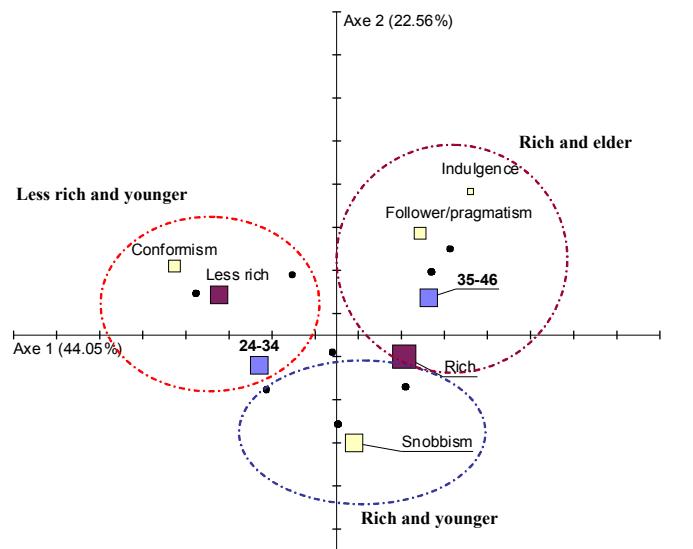 Axe 2 (22.56%)
Rich and elder
Indulgence
Less rich and younger
Follower/pragmatism
Conformism
Less rich
35-46
Axe 1 (44.05%)
24-34
Rich
Snobbism
Rich and younger